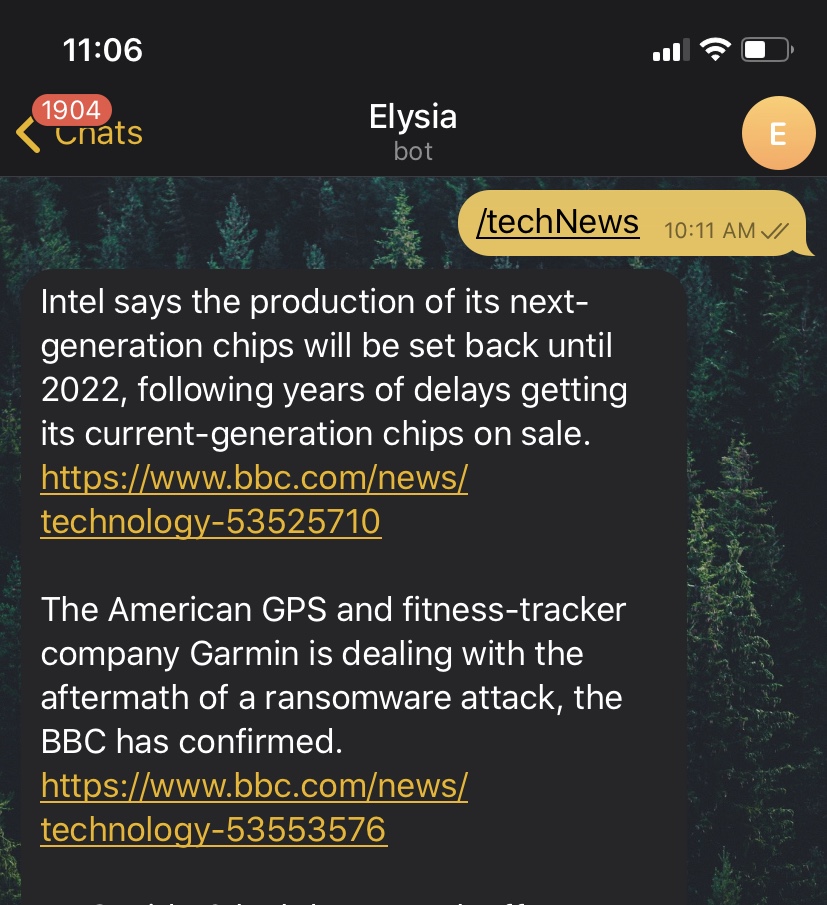 11:06
1904
Chats
Elysia
bot
E
/techNews 10:11 AM
Intel says the production of its next-
generation chips will be set back until
2022, following years of delays getting
its current-generation chips on sale.
https://www.bbc.com/news/
technology-53525710
The American GPS and fitness-tracker
company Garmin is dealing with the
aftermath of a ransomware attack, the
BBC has confirmed.
https://www.bbc.com/news/
technology-53553576